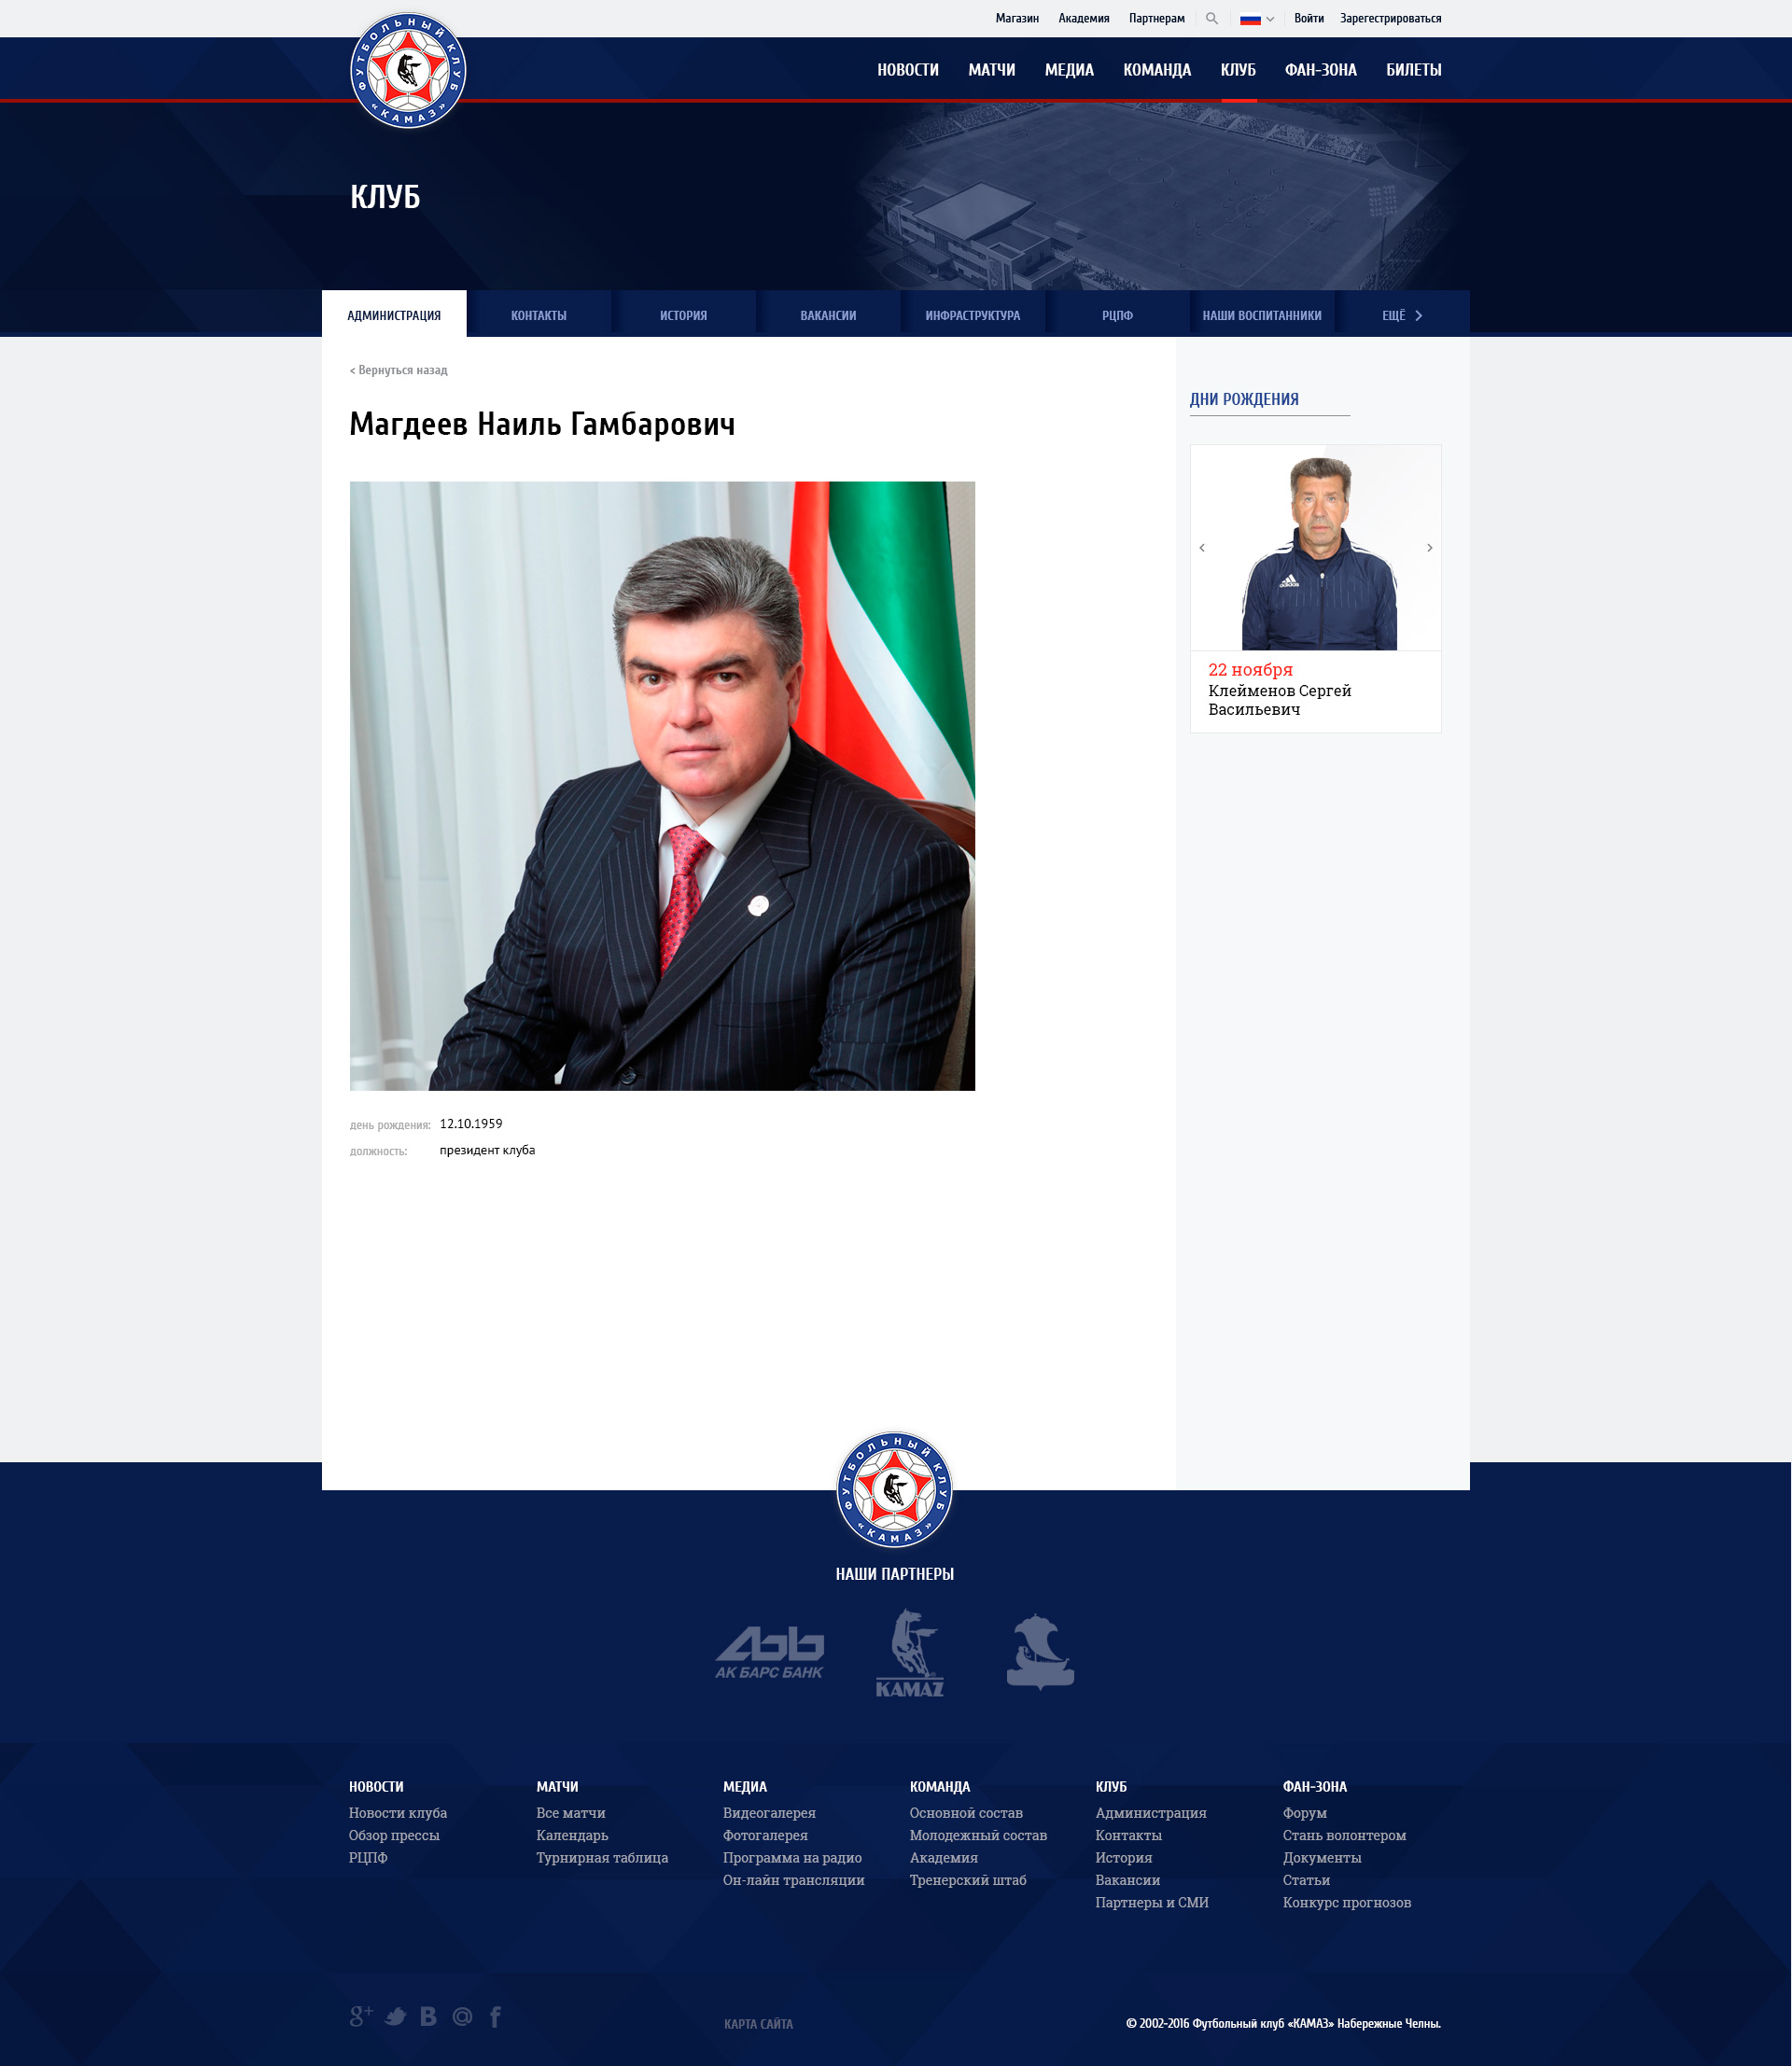 Магазин Академия Партнерам Войти Зарегестрироваться
ФУТБОЛЬНЫЙ КЛУБ «КАМАЗ»
НОВОСТИ МАТЧИ МЕДИА КОМАНДА КЛУБ ФАН-ЗОНА БИЛЕТЫ
КЛУБ
АДМИНИСТРАЦИЯ КОНТАКТЫ ИСТОРИЯ ВАКАНСИИ ИНФРАСТРУКТУРА РЦПФ НАШИ ВОСПИТАННИКИ ЕЩЁ
< Вернуться назад
Магдеев Наиль Гамбарович
ДНИ РОЖДЕНИЯ
adidas
22 ноября
Клейменов Сергей
Васильевич
день рождения: 12.10.1959
должность: президент клуба
ФУТБОЛЬНЫЙ КЛУБ «КАМАЗ»
НАШИ ПАРТНЕРЫ
АК БАРС БАНК
KAMAZ
НОВОСТИ МАТЧИ МЕДИА КОМАНДА КЛУБ ФАН-ЗОНА
Новости клуба Все матчи Видеогалерея Основной состав Администрация Форум
Обзор прессы Календарь Фотогалерея Молодежный состав Контакты Стань волонтером
РЦПФ Турнирная таблица Программа на радио Академия История Документы
Он-лайн трансляции Тренерский штаб Вакансии Статьи
Партнеры и СМИ Конкурс прогнозов
g+ B @ f
КАРТА САЙТА
© 2002-2016 Футбольный клуб «КАМАЗ» Набережные Челны.